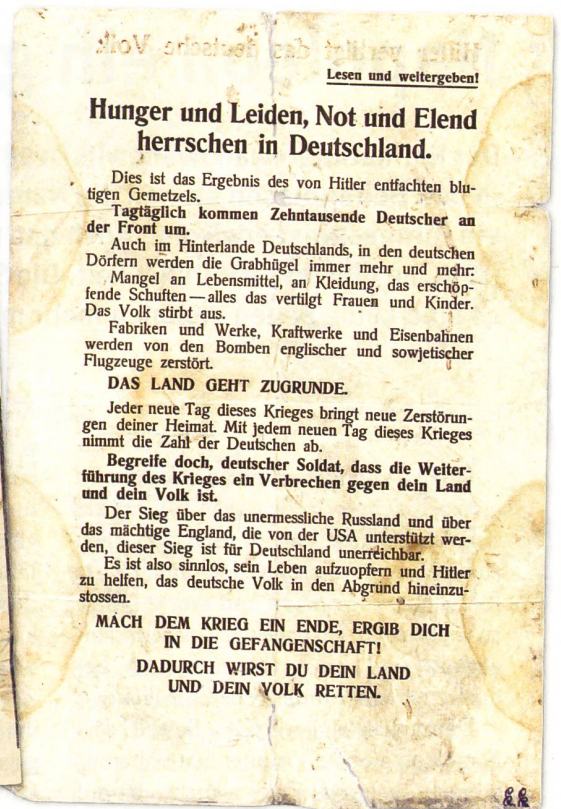 Lesen und weitergeben!
Hunger und Leiden, Not und Elend
herrschen in Deutschland.
Dies ist das Ergebnis des von Hitler entfachten blu-
tigen Gemetzels.
Tagtäglich kommen Zehntausende Deutscher an
der Front um.
Auch im Hinterlande Deutschlands, in den deutschen
Dörfern werden die Grabhügel immer mehr und mehr:
Mangel an Lebensmittel, an Kleidung, das erschöp-
fende Schuften — alles das vertilgt Frauen und Kinder.
Das Volk stirbt aus.
Fabriken und Werke, Kraftwerke und Eisenbahnen
werden von den Bomben englischer und sowjetischer
Flugzeuge zerstört.
DAS LAND GEHT ZUGRUNDE.
Jeder neue Tag dieses Krieges bringt neue Zerstörun-
gen deiner Heimat. Mit jedem neuen Tag dieses Krieges
nimmt die Zahl der Deutschen ab.
Begreife doch, deutscher Soldat, dass die Weiter-
führung des Krieges ein Verbrechen gegen dein Land
und dein Volk ist.
Der Sieg über das unermessliche Russland und über
das mächtige England, die von der USA unterstützt wer-
den, dieser Sieg ist für Deutschland unerreichbar.
Es ist also sinnlos, sein Leben aufzuopfern und Hitler
zu helfen, das deutsche Volk in den Abgrund hineinzu-
stossen.
MACH DEM KRIEG EIN ENDE, ERGIB DICH
IN DIE GEFANGENSCHAFT!
DADURCH WIRST DU DEIN LAND
UND DEIN VOLK RETTEN.